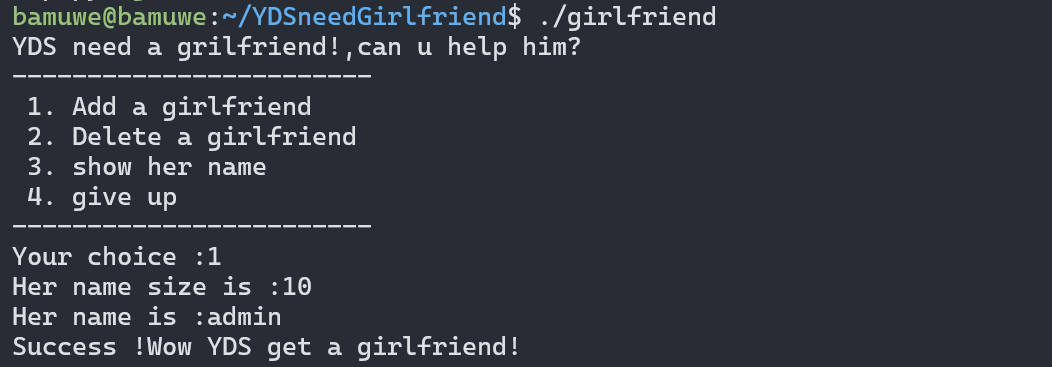 bamuwe@bamuwe:~/YDSneedGirlfriend$ ./girlfriend
YDS need a grilfriend!,can u help him?
------------------------
 1. Add a girlfriend
 2. Delete a girlfriend
 3. show her name
 4. give up
------------------------
Your choice :1
Her name size is :10
Her name is :admin
Success !Wow YDS get a girlfriend!